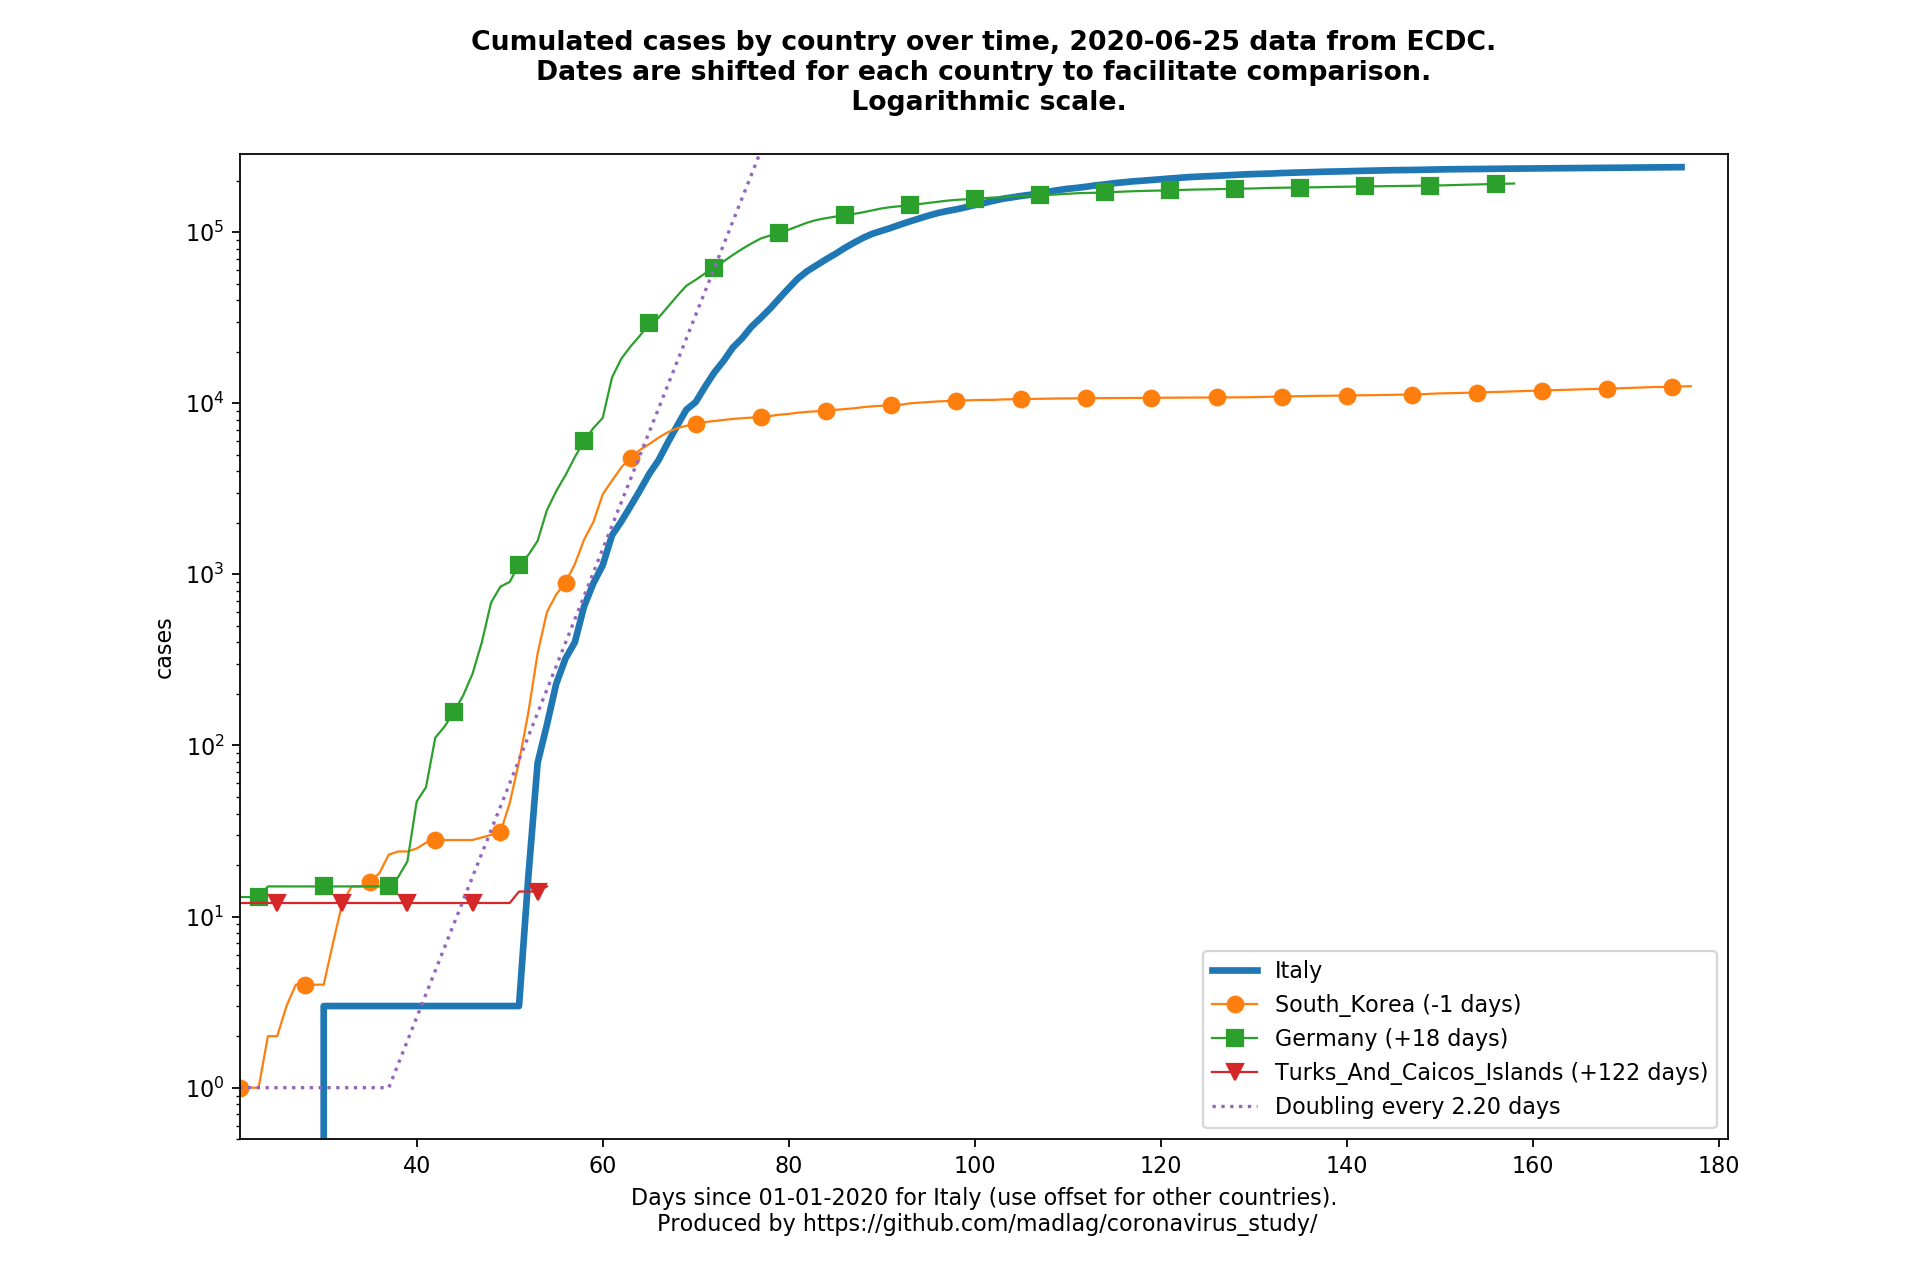 Cumulated cases by country over time, 2020-06-25 data from ECDC.
Dates are shifted for each country to facilitate comparison.
Logarithmic scale.
10^5
10^4
10^3
10^2
10^1
10^0
cases
40 60 80 100 120 140 160 180
Italy
South_Korea (-1 days)
Germany (+18 days)
Turks_And_Caicos_Islands (+122 days)
Doubling every 2.20 days
Days since 01-01-2020 for Italy (use offset for other countries).
Produced by https://github.com/madlag/coronavirus_study/